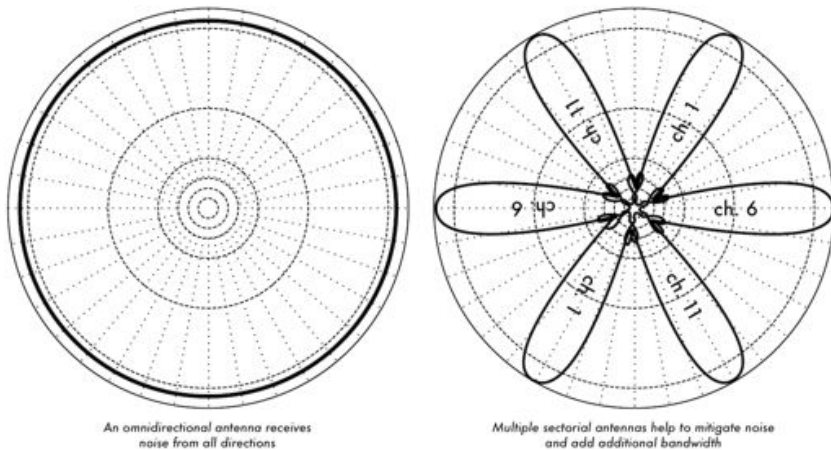 ch. 11
ch. 1
ch. 6
ch. 6
ch. 1
ch. 11
An omnidirectional antenna receives
noise from all directions
Multiple sectorial antennas help to mitigate noise
and add additional bandwidth